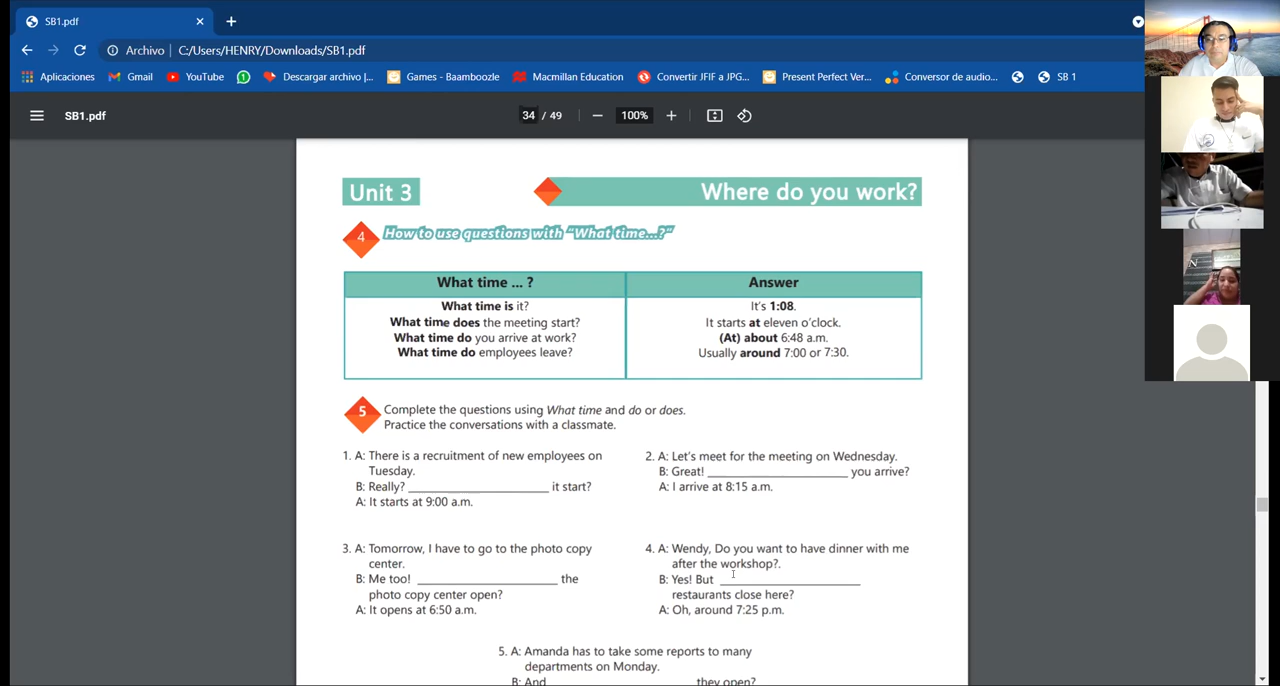 SB1.pdf
Archivo C:/Users/HENRY/Downloads/SB1.pdf
Aplicaciones Gmail YouTube 1 Descargar archivo |... Games - Baamboozle Macmillan Education Convertir JFIF a JPG... Present Perfect Ver... Conversor de audio... SB 1
SB1.pdf 34 / 49 100%
Unit 3 Where do you work?
4 How to use questions with “What time...?”
What time ... ? Answer
What time is it? It's 1:08.
What time does the meeting start? It starts at eleven o'clock.
What time do you arrive at work? (At) about 6:48 a.m.
What time do employees leave? Usually around 7:00 or 7:30.
5 Complete the questions using What time and do or does.
Practice the conversations with a classmate.
1. A: There is a recruitment of new employees on
Tuesday.
B: Really? ______________________ it start?
A: It starts at 9:00 a.m.
2. A: Let's meet for the meeting on Wednesday.
B: Great! ______________________ you arrive?
A: I arrive at 8:15 a.m.
3. A: Tomorrow, I have to go to the photo copy
center.
B: Me too! ______________________ the
photo copy center open?
A: It opens at 6:50 a.m.
4. A: Wendy, Do you want to have dinner with me
after the workshop?.
B: Yes! But ______________________
restaurants close here?
A: Oh, around 7:25 p.m.
5. A: Amanda has to take some reports to many
departments on Monday.
B: And ______________________ they open?
N